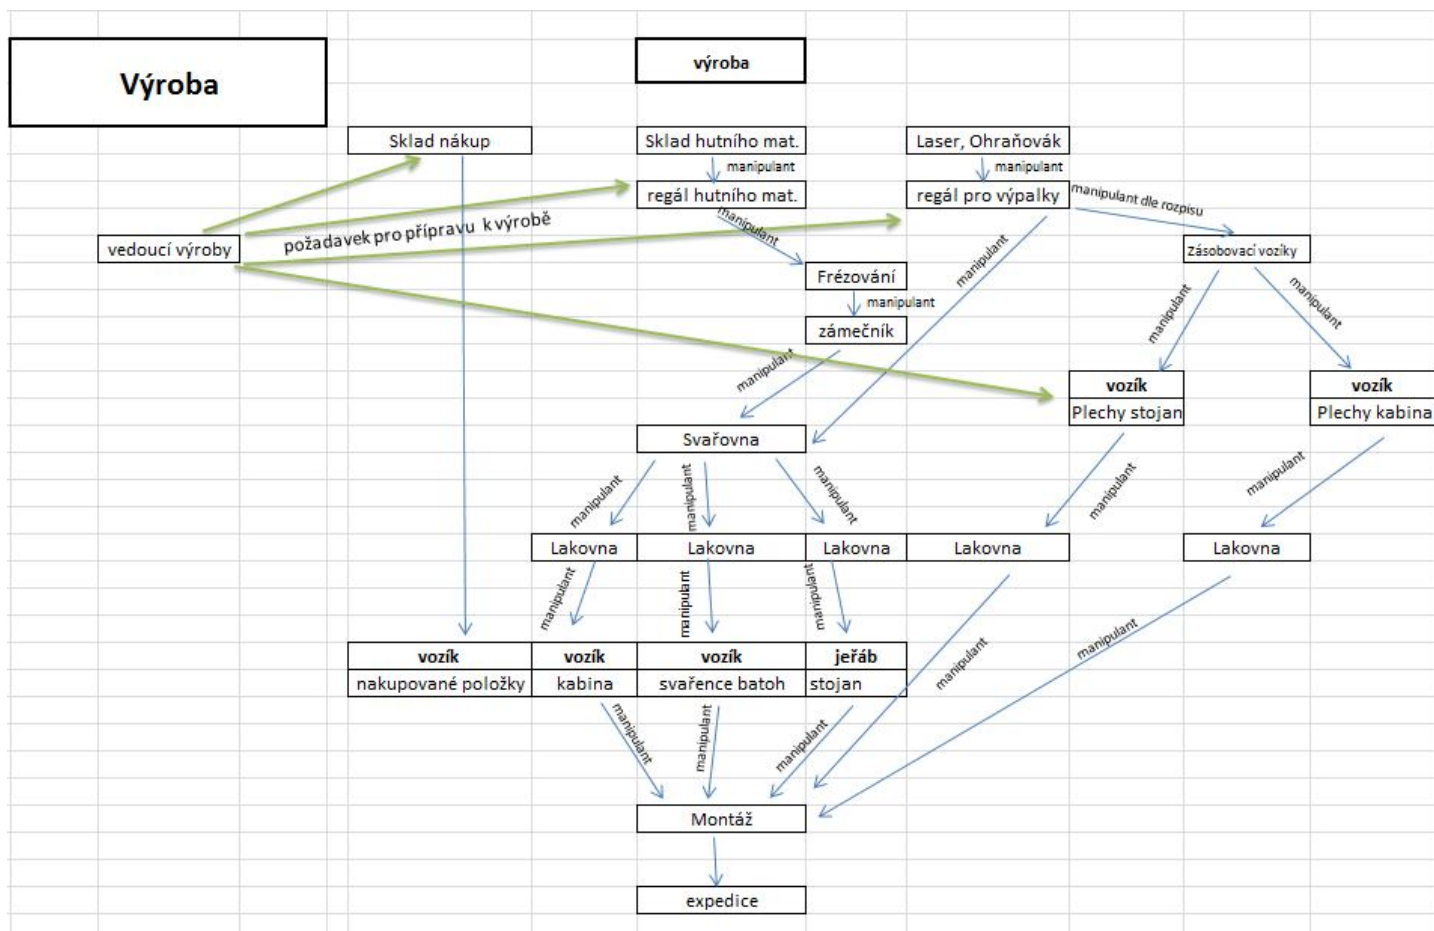 Výroba
výroba
Sklad nákup
Sklad hutního mat.
Laser, Ohraňovák
manipulant
manipulant
regál hutního mat.
regál pro výpalky
manipulant dle rozpisu
manipulant
požadavek pro přípravu k výrobě
vedoucí výroby
manipulant
Zásobovací vozíky
Frézování
manipulant
manipulant
manipulant
zámečník
manipulant
vozík
vozík
Plechy stojan
Plechy kabina
Svařovna
manipulant
manipulant
manipulant
manipulant
manipulant
Lakovna
Lakovna
Lakovna
Lakovna
Lakovna
manipulant
manipulant
manipulant
manipulant
manipulant
vozík
vozík
vozík
jeřáb
nakupované položky
kabina
svařence batoh
stojan
manipulant
manipulant
manipulant
Montáž
expedice